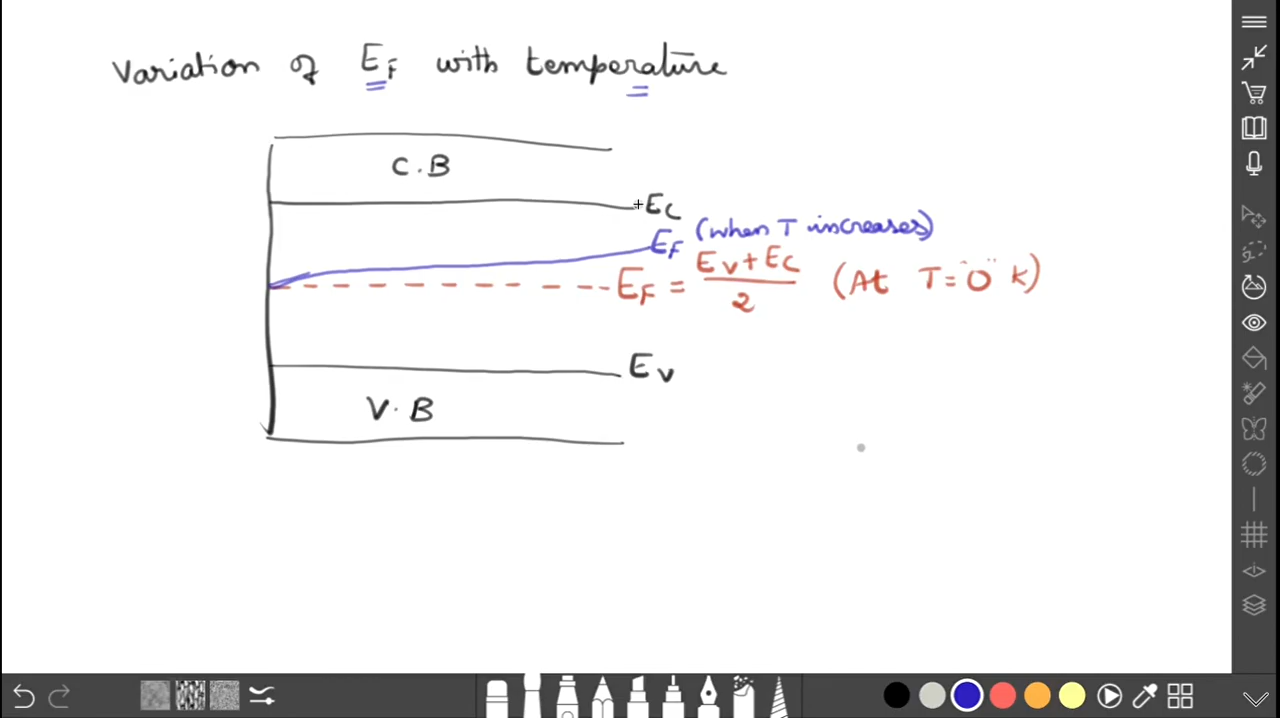 Variation of EF with temperature
C.B
EC
EF (when T increases)
EF = EV+EC/2 (At T=0° K)
EV
V.B